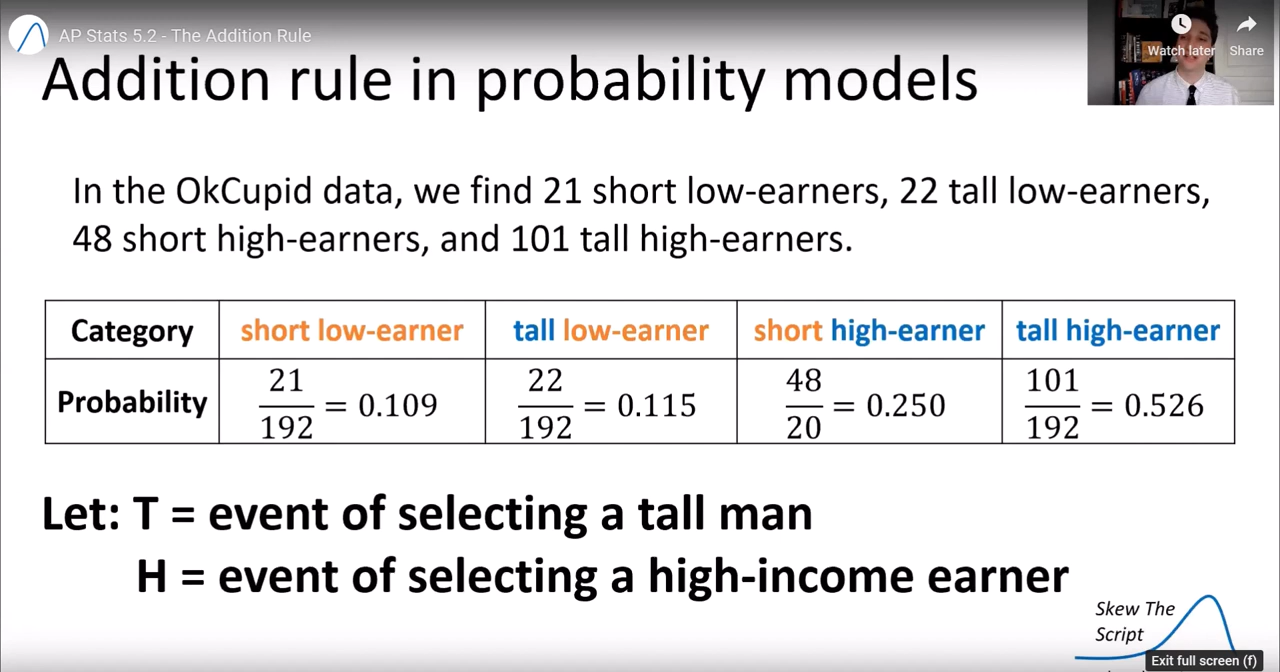 AP Stats 5.2 - The Addition Rule
Watch later
Share
Addition rule in probability models
In the OkCupid data, we find 21 short low-earners, 22 tall low-earners,
48 short high-earners, and 101 tall high-earners.
Category short low-earner tall low-earner short high-earner tall high-earner
Probability 21/192 = 0.109 22/192 = 0.115 48/20 = 0.250 101/192 = 0.526
Let: T = event of selecting a tall man
H = event of selecting a high-income earner
Skew The
Script
Exit full screen (f)